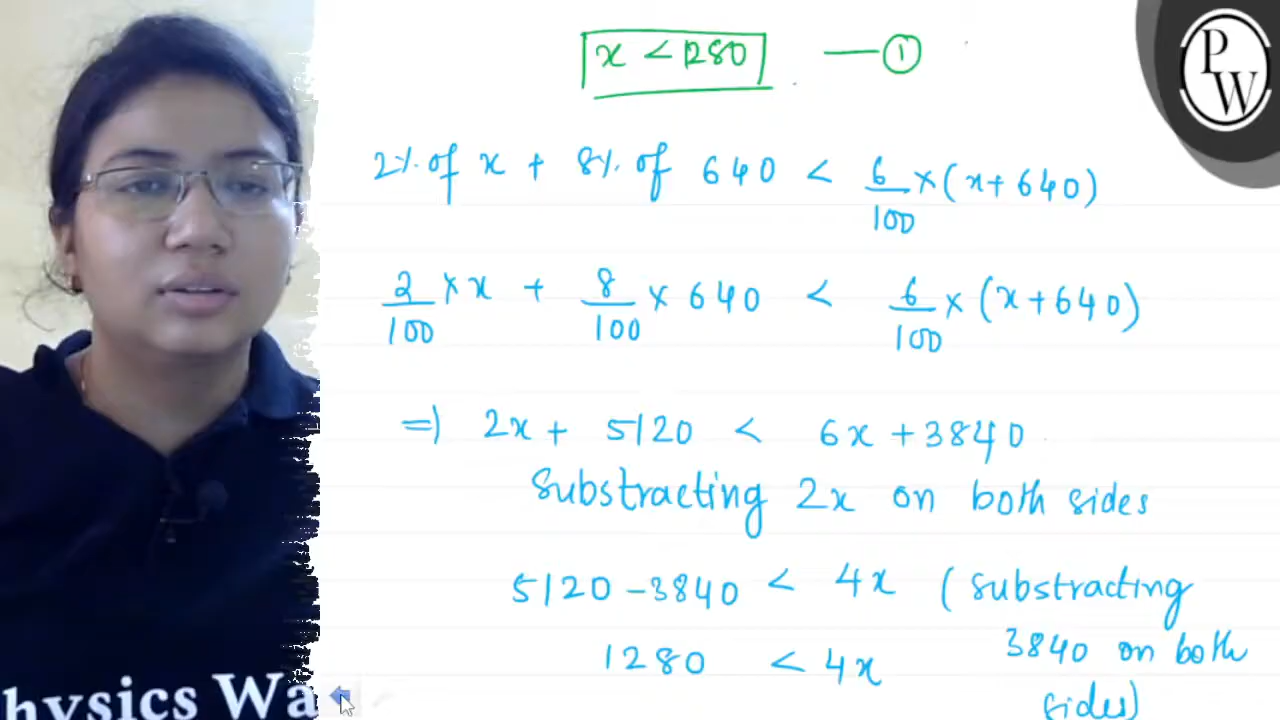 x < 1280 — ①
PW
2% of x + 8% of 640 < 6/100 × (x + 640)
2/100 × x + 8/100 × 640 < 6/100 × (x + 640)
⇒ 2x + 5120 < 6x + 3840
Substracting 2x on both sides
5120 - 3840 < 4x (Substracting
3840 on both
sides)
1280 < 4x
hysics Wa